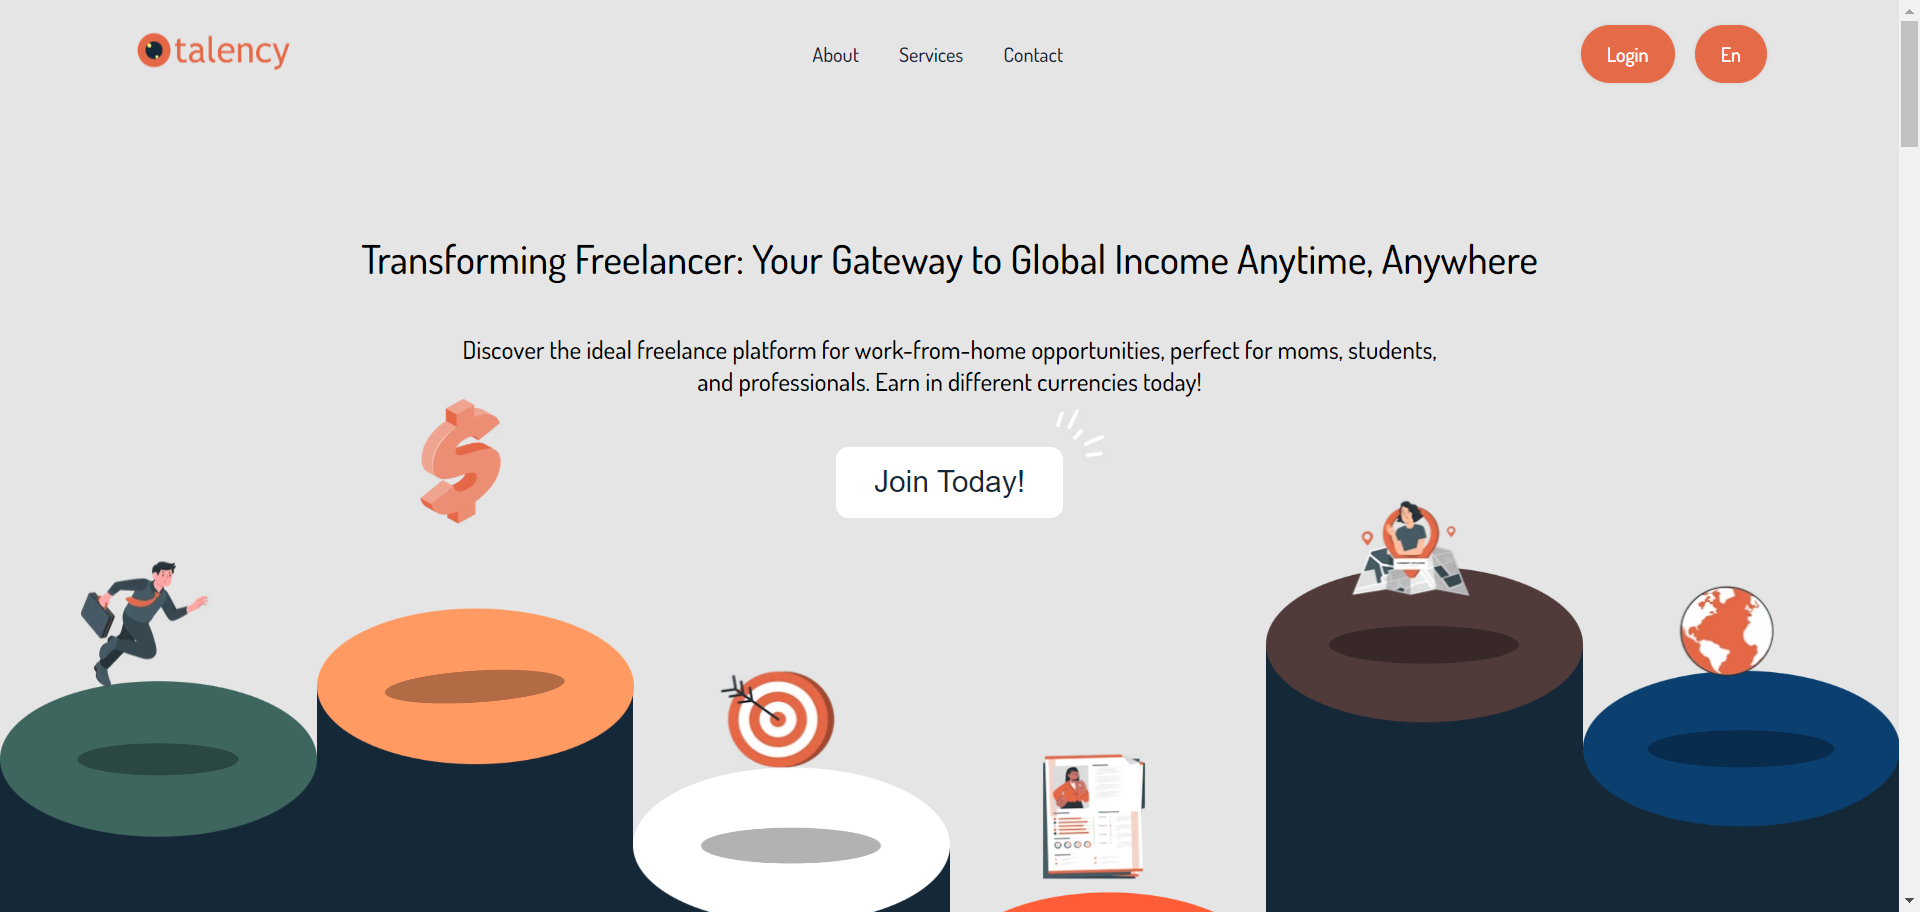 talency
About Services Contact
Login En
Transforming Freelancer: Your Gateway to Global Income Anytime, Anywhere
Discover the ideal freelance platform for work-from-home opportunities, perfect for moms, students,
and professionals. Earn in different currencies today!
Join Today!